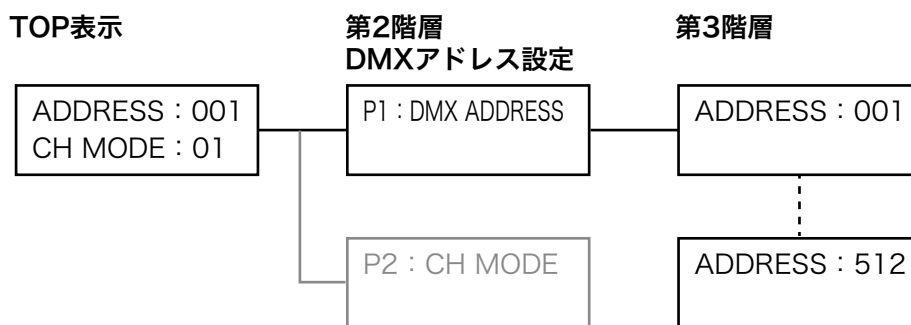 TOP表示
第2階層
DMXアドレス設定
第3階層
ADDRESS：001
CH MODE：01
P1：DMX ADDRESS
ADDRESS：001
P2：CH MODE
ADDRESS：512